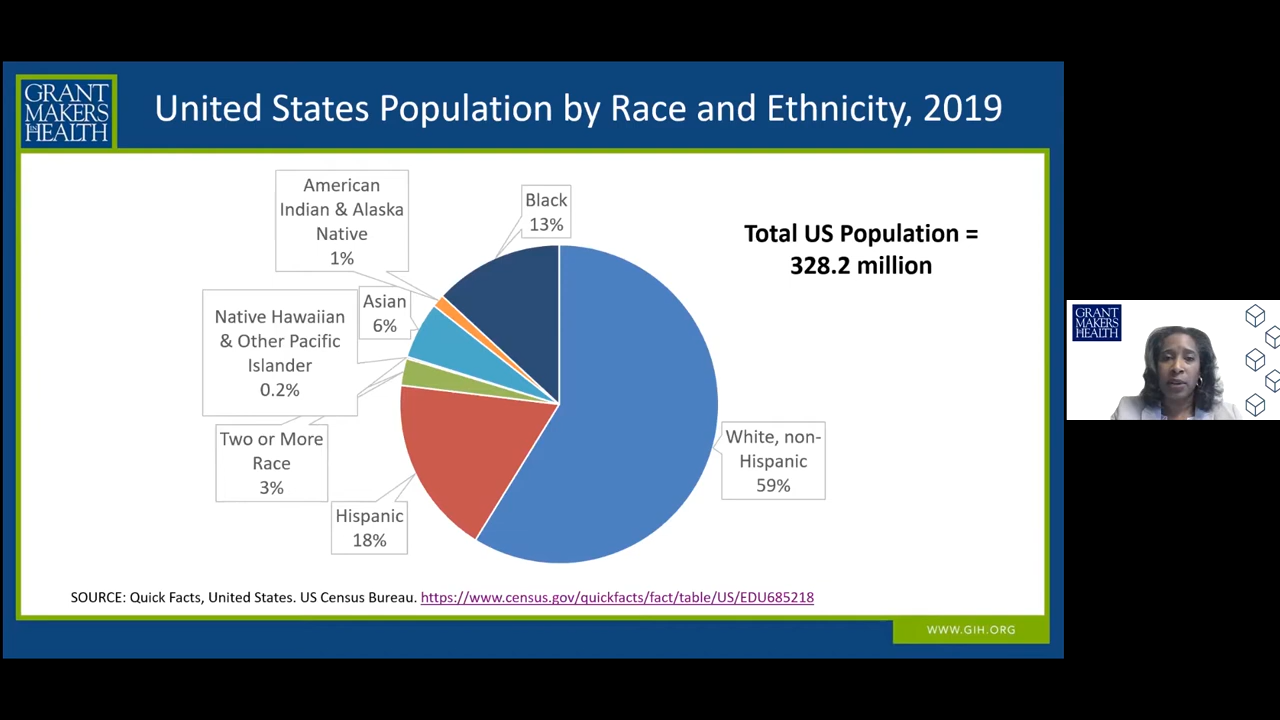 GRANT
MAKERS
IN
HEALTH
United States Population by Race and Ethnicity, 2019
American
Indian & Alaska
Native
1%
Black
13%
Total US Population =
328.2 million
Asian
6%
Native Hawaiian
& Other Pacific
Islander
0.2%
Two or More
Race
3%
Hispanic
18%
White, non-
Hispanic
59%
SOURCE: Quick Facts, United States. US Census Bureau. https://www.census.gov/quickfacts/fact/table/US/EDU685218
WWW.GIH.ORG
GRANT
MAKERS
IN
HEALTH